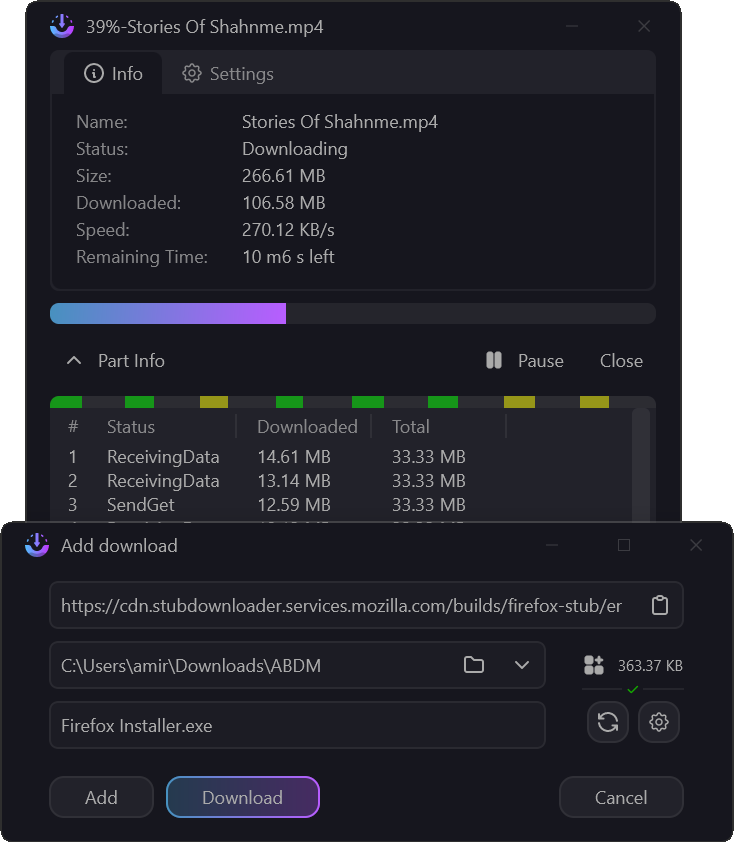 39%-Stories Of Shahnme.mp4
Info Settings
Name: Stories Of Shahnme.mp4
Status: Downloading
Size: 266.61 MB
Downloaded: 106.58 MB
Speed: 270.12 KB/s
Remaining Time: 10 m6 s left
Part Info Pause Close
# Status Downloaded Total
1 ReceivingData 14.61 MB 33.33 MB
2 ReceivingData 13.14 MB 33.33 MB
3 SendGet 12.59 MB 33.33 MB
Add download
https://cdn.stubdownloader.services.mozilla.com/builds/firefox-stub/er
C:\Users\amir\Downloads\ABDM 363.37 KB
Firefox Installer.exe
Add Download Cancel